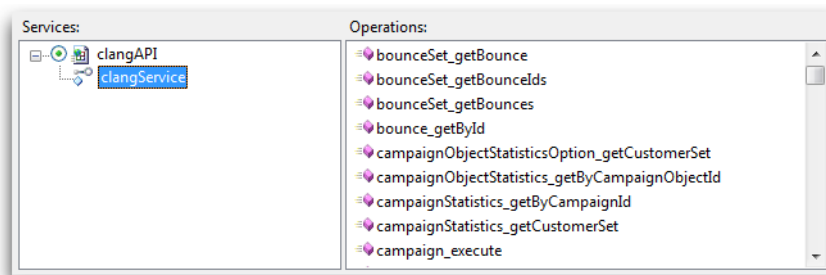 Services:
Operations:
clangAPI
clangService
bounceSet_getBounce
bounceSet_getBounceIds
bounceSet_getBounces
bounce_getById
campaignObjectStatisticsOption_getCustomerSet
campaignObjectStatistics_getByCampaignObjectId
campaignStatistics_getByCampaignId
campaignStatistics_getCustomerSet
campaign_execute